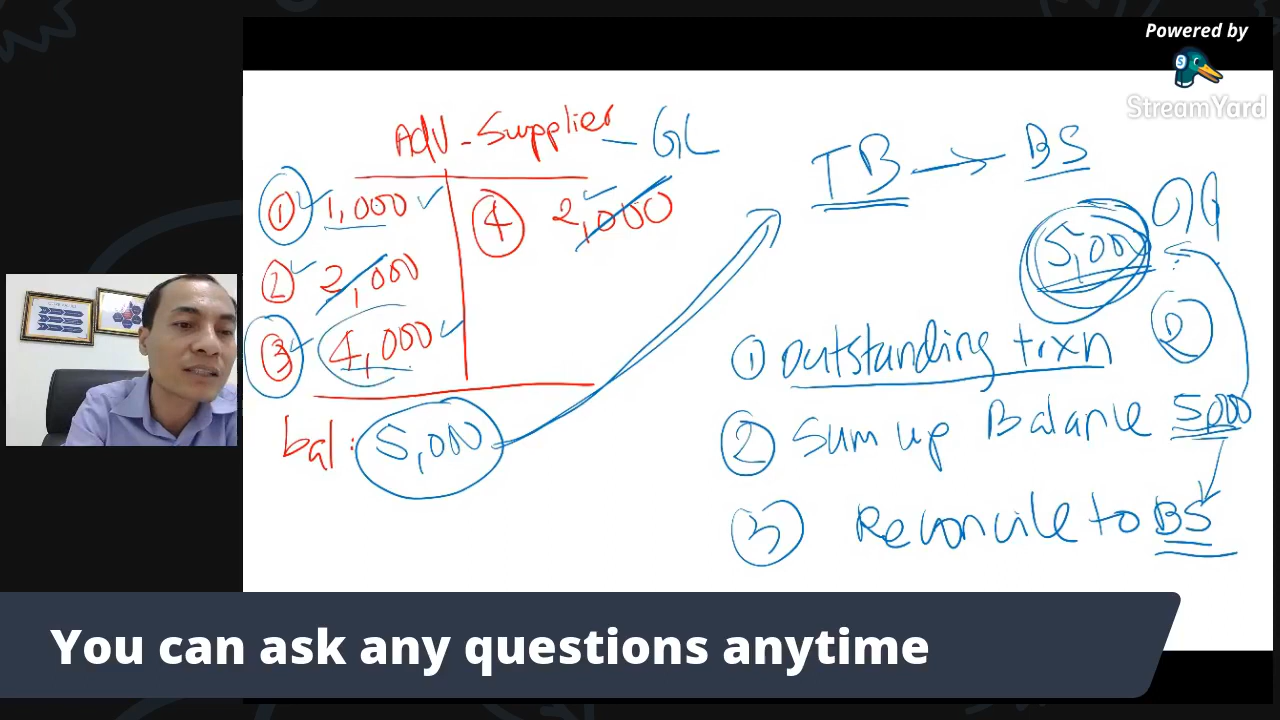 Powered by
StreamYard
Adv - Supplier - GL
① 1,000
② 2,000
③ 4,000
④ 2,000
bal: 5,000
TB → BS
5,000
① Outstanding trxn
② Sum up Balance 5,000
③ Reconcile to BS
You can ask any questions anytime